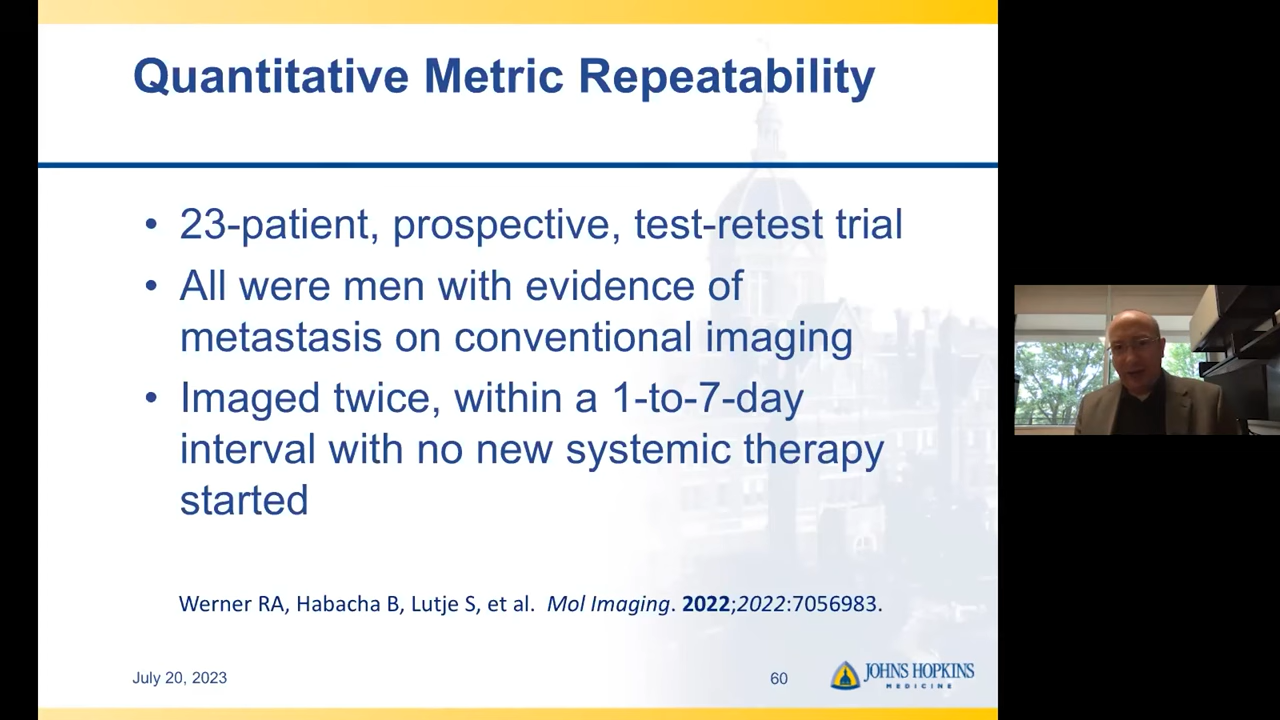 Quantitative Metric Repeatability
• 23-patient, prospective, test-retest trial
• All were men with evidence of
metastasis on conventional imaging
• Imaged twice, within a 1-to-7-day
interval with no new systemic therapy
started
Werner RA, Habacha B, Lutje S, et al.  Mol Imaging. 2022;2022:7056983.
July 20, 2023
60
JOHNS HOPKINS
MEDICINE